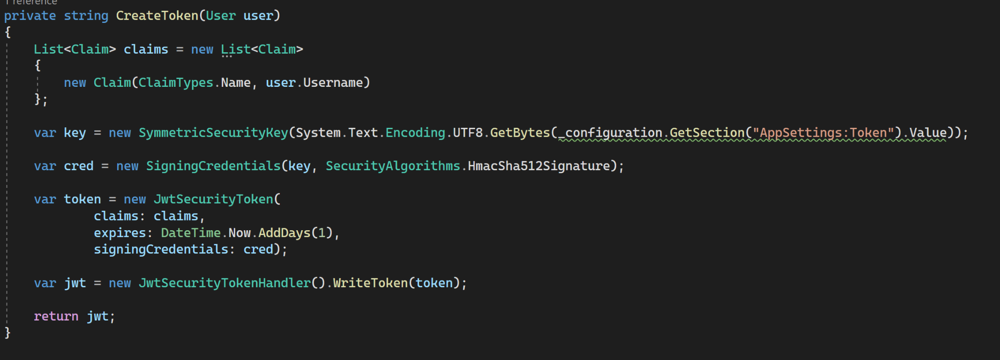 1 reference
private string CreateToken(User user)
{
    List<Claim> claims = new List<Claim>
    {
        new Claim(ClaimTypes.Name, user.Username)
    };

    var key = new SymmetricSecurityKey(System.Text.Encoding.UTF8.GetBytes(_configuration.GetSection("AppSettings:Token").Value));

    var cred = new SigningCredentials(key, SecurityAlgorithms.HmacSha512Signature);

    var token = new JwtSecurityToken(
            claims: claims,
            expires: DateTime.Now.AddDays(1),
            signingCredentials: cred);

    var jwt = new JwtSecurityTokenHandler().WriteToken(token);

    return jwt;
}